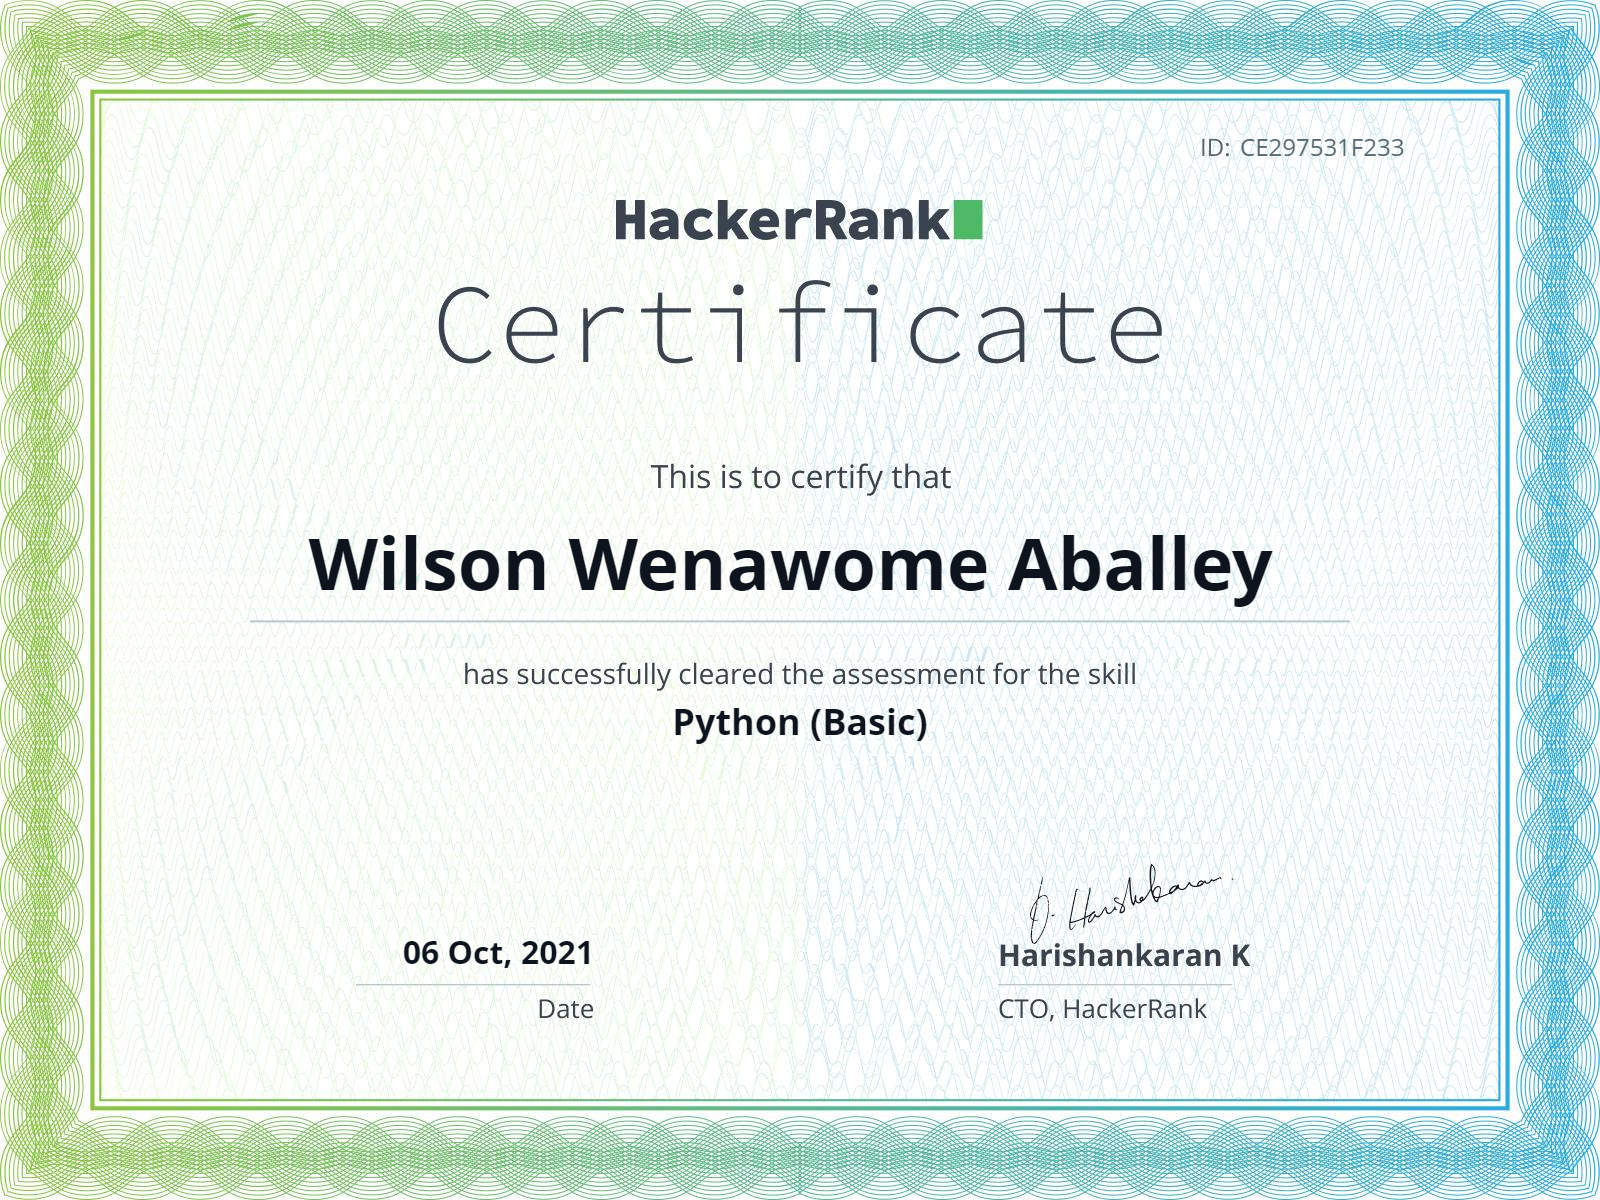 ID: CE297531F233
HackerRank
Certificate
This is to certify that
Wilson Wenawome Aballey
has successfully cleared the assessment for the skill
Python (Basic)
J. Harishankaran
06 Oct, 2021
Harishankaran K
Date
CTO, HackerRank